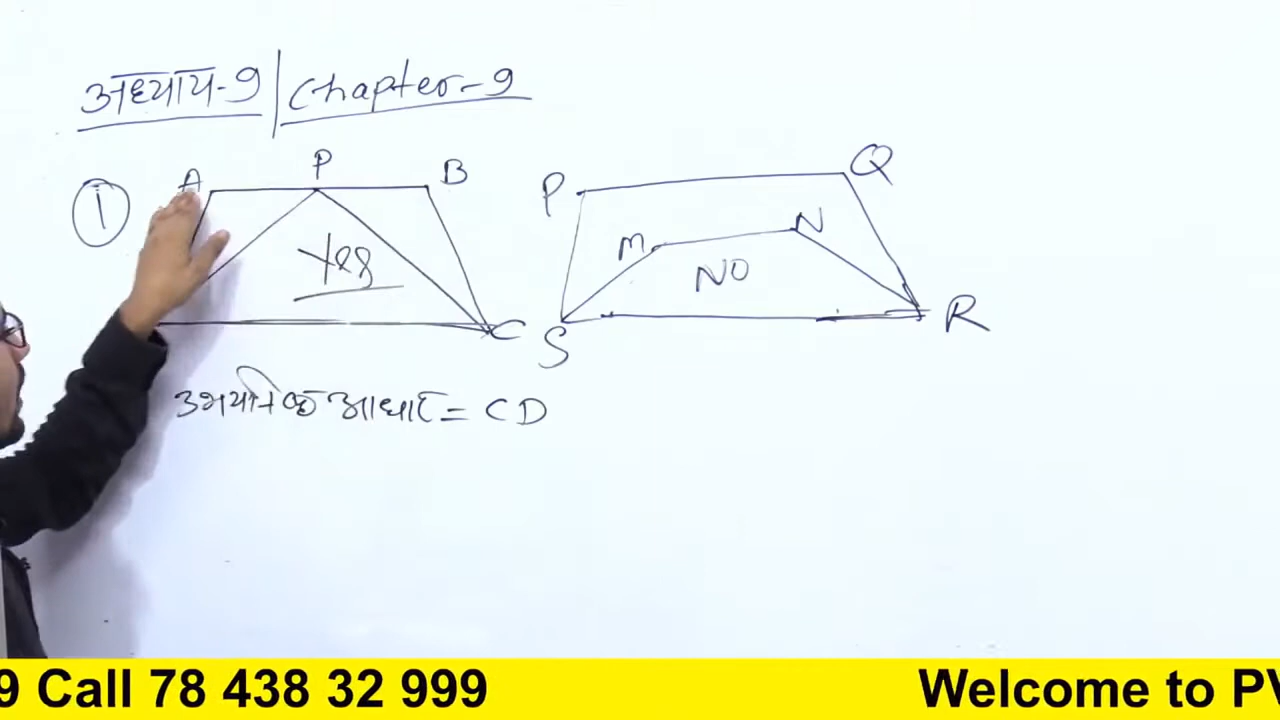 अध्याय-9 | Chapter-9
1
A P B
Yes
C
P Q
M N
NO
S R
उभयनिष्ठ आधार = CD
9 Call 78 438 32 999
Welcome to PV